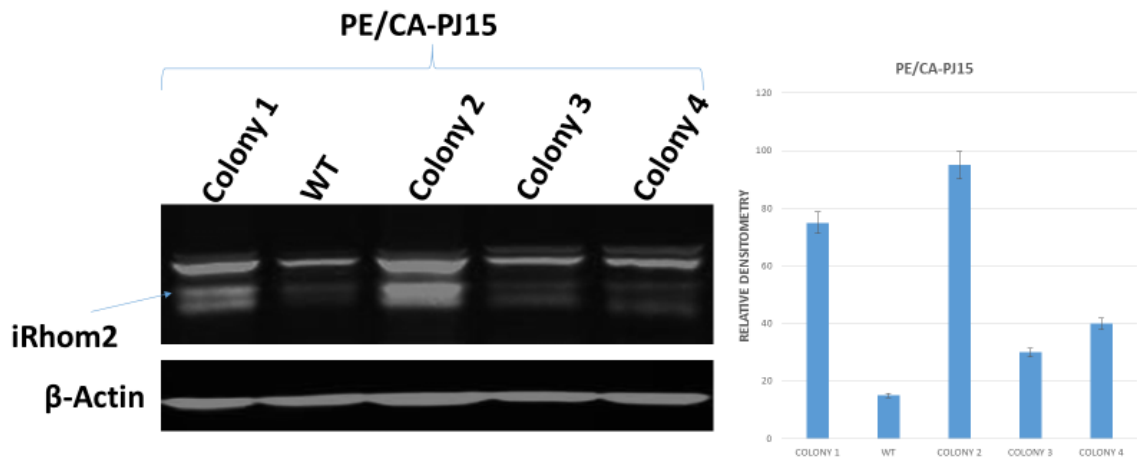 PE/CA-PJ15
Colony 1
WT
Colony 2
Colony 3
Colony 4
iRhom2
β-Actin
PE/CA-PJ15
RELATIVE DENSITOMETRY
120
100
80
60
40
20
0
COLONY 1
WT
COLONY 2
COLONY 3
COLONY 4